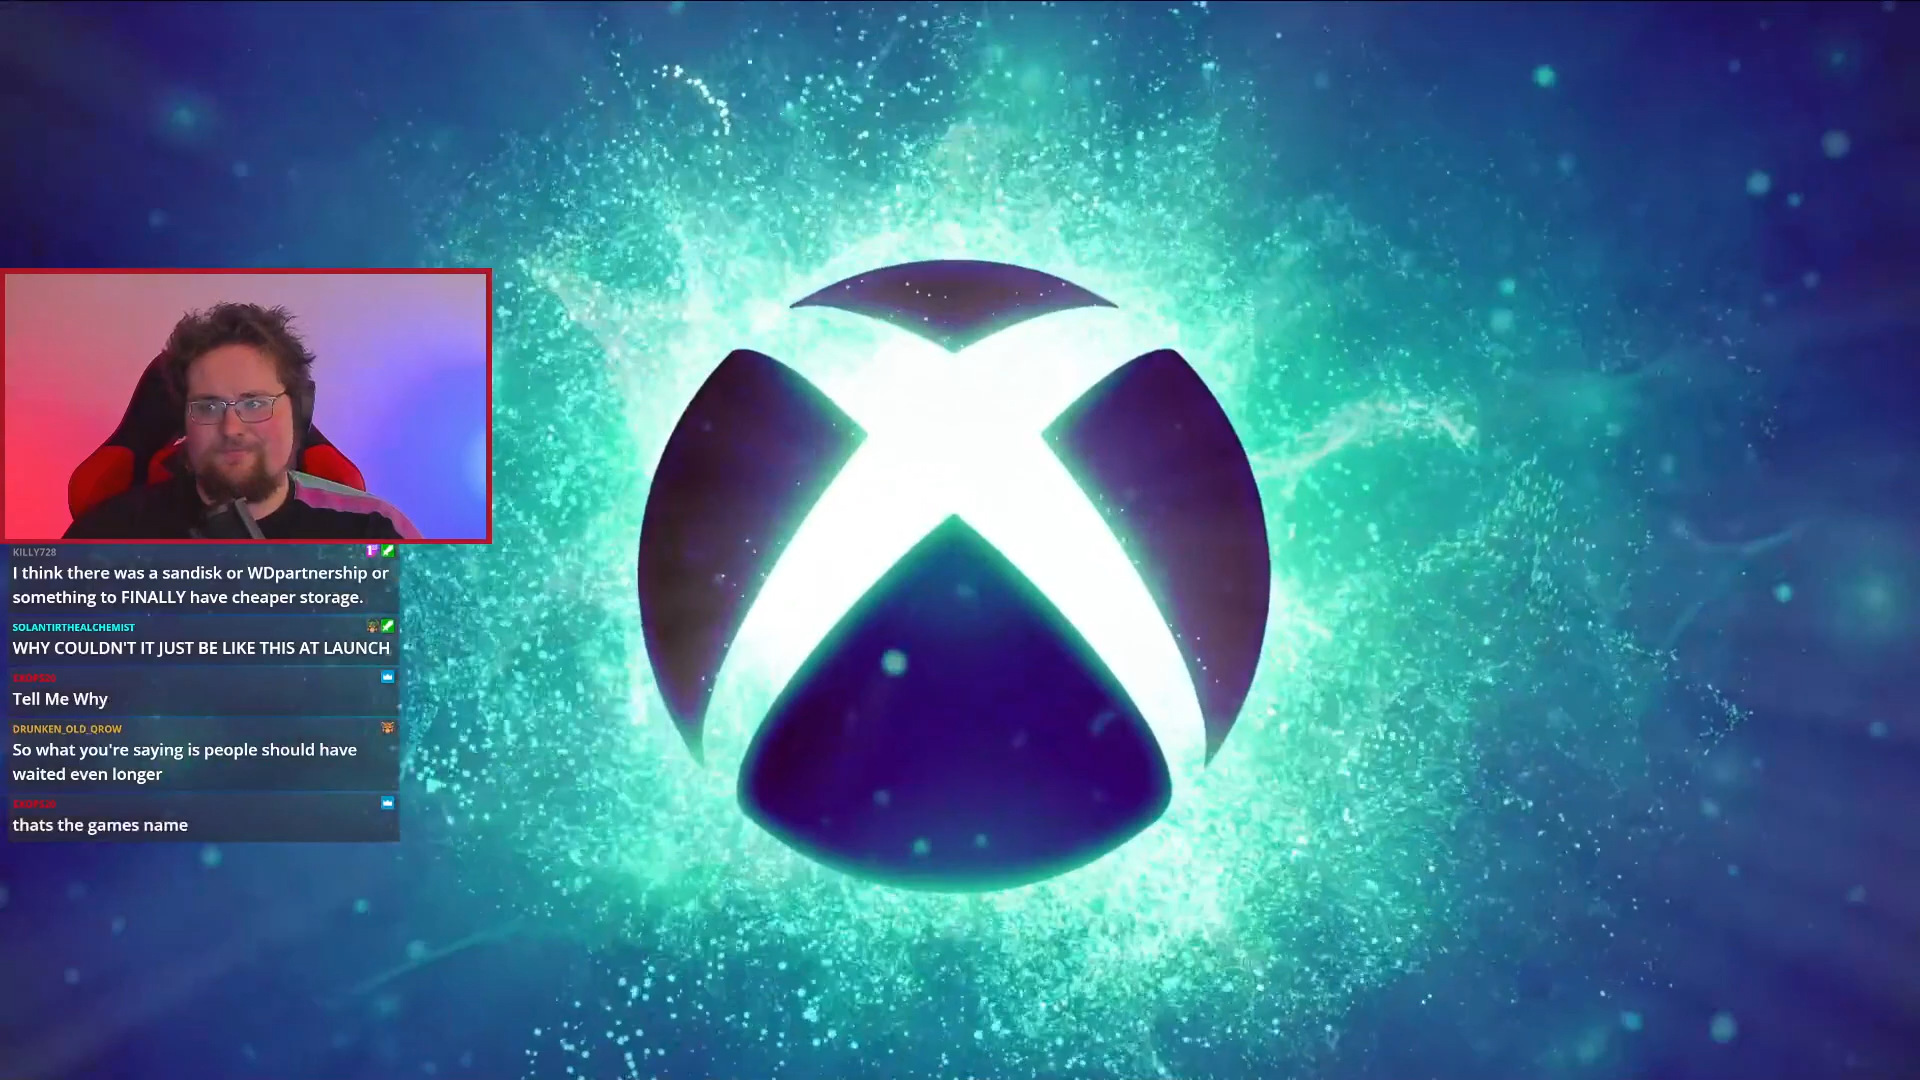 KILLY728
I think there was a sandisk or WDpartnership or
something to FINALLY have cheaper storage.
SOLANTIRTHEALCHEMIST
WHY COULDN'T IT JUST BE LIKE THIS AT LAUNCH
EXOPS20
Tell Me Why
DRUNKEN_OLD_QROW
So what you're saying is people should have
waited even longer
EXOPS20
thats the games name